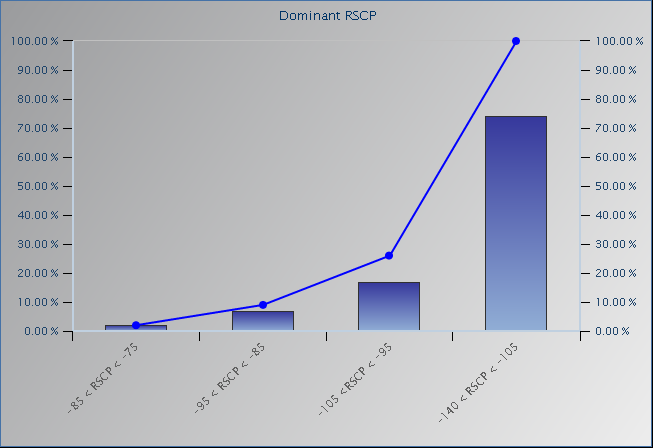 Dominant RSCP
100.00 % 100.00 %
90.00 % 90.00 %
80.00 % 80.00 %
70.00 % 70.00 %
60.00 % 60.00 %
50.00 % 50.00 %
40.00 % 40.00 %
30.00 % 30.00 %
20.00 % 20.00 %
10.00 % 10.00 %
0.00 % 0.00 %
-85 < RSCP < -75
-95 < RSCP < -85
-105 <RSCP < -95
-140 < RSCP < -105